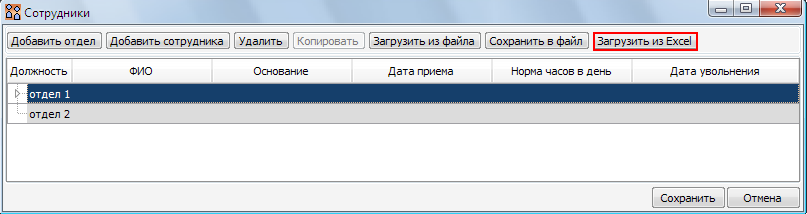 Сотрудники
Добавить отдел Добавить сотрудника Удалить Копировать Загрузить из файла Сохранить в файл Загрузить из Excel
Должность ФИО Основание Дата приема Норма часов в день Дата увольнения
отдел 1
отдел 2
Сохранить Отмена